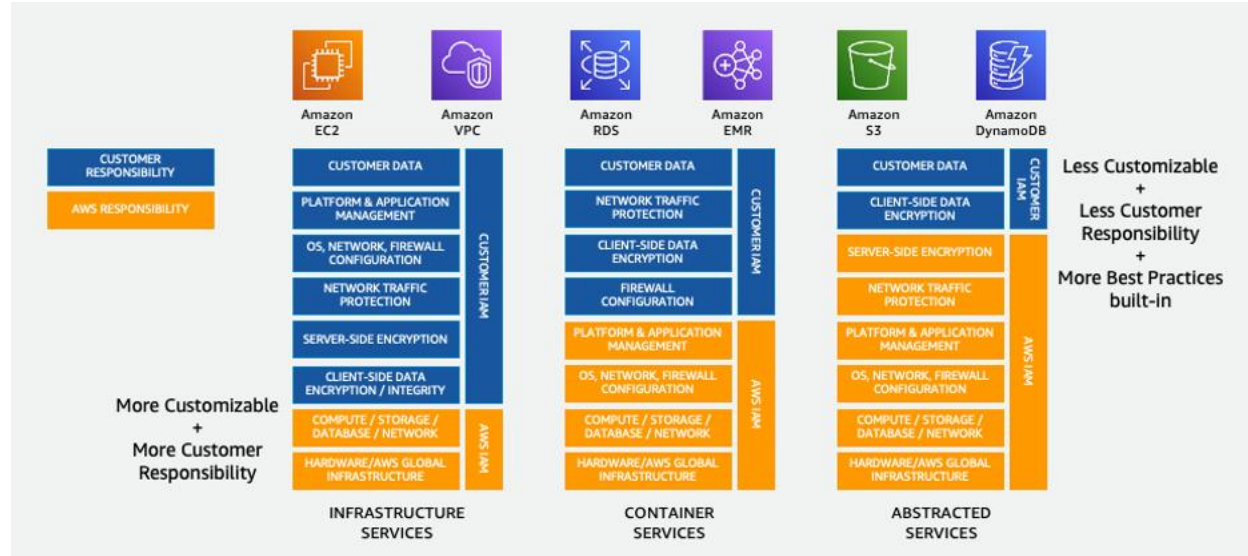 Amazon
EC2
Amazon
VPC
Amazon
RDS
Amazon
EMR
Amazon
S3
Amazon
DynamoDB
CUSTOMER
RESPONSIBILITY
AWS RESPONSIBILITY
CUSTOMER DATA
PLATFORM & APPLICATION
MANAGEMENT
OS, NETWORK, FIREWALL
CONFIGURATION
NETWORK TRAFFIC
PROTECTION
SERVER-SIDE ENCRYPTION
CLIENT-SIDE DATA
ENCRYPTION / INTEGRITY
COMPUTE / STORAGE /
DATABASE / NETWORK
HARDWARE/AWS GLOBAL
INFRASTRUCTURE
CUSTOMER IAM
AWS IAM
CUSTOMER DATA
NETWORK TRAFFIC
PROTECTION
CLIENT-SIDE DATA
ENCRYPTION
FIREWALL
CONFIGURATION
PLATFORM & APPLICATION
MANAGEMENT
OS, NETWORK, FIREWALL
CONFIGURATION
COMPUTE / STORAGE /
DATABASE / NETWORK
HARDWARE/AWS GLOBAL
INFRASTRUCTURE
CUSTOMER IAM
AWS IAM
CUSTOMER DATA
CLIENT-SIDE DATA
ENCRYPTION
SERVER-SIDE ENCRYPTION
NETWORK TRAFFIC
PROTECTION
PLATFORM & APPLICATION
MANAGEMENT
OS, NETWORK, FIREWALL
CONFIGURATION
COMPUTE / STORAGE /
DATABASE / NETWORK
HARDWARE/AWS GLOBAL
INFRASTRUCTURE
CUSTOMER
IAM
AWS IAM
Less Customizable
+
Less Customer
Responsibility
+
More Best Practices
built-in
More Customizable
+
More Customer
Responsibility
INFRASTRUCTURE
SERVICES
CONTAINER
SERVICES
ABSTRACTED
SERVICES